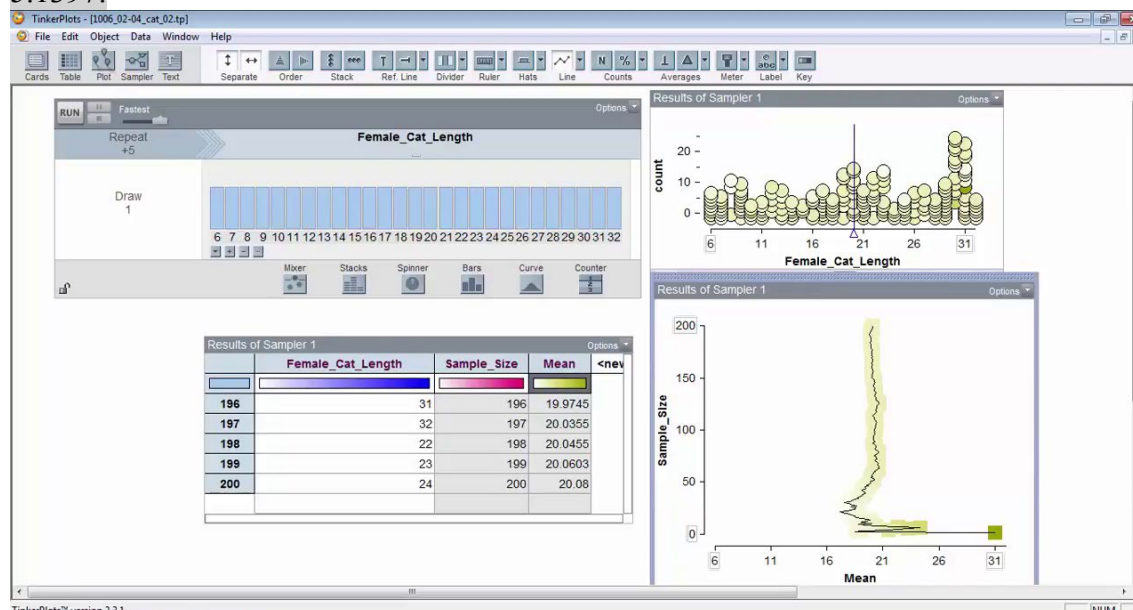 TinkerPlots - [1006_02-04_cat_02.tp]
File Edit Object Data Window Help
Cards Table Plot Sampler Text Separate Order Stack Ref. Line Divider Ruler Hats Line Counts Averages Meter Label Key
RUN Fastest Options
Repeat
+5
Female_Cat_Length
Draw
1
6 7 8 9 10 11 12 13 14 15 16 17 18 19 20 21 22 23 24 25 26 27 28 29 30 31 32
Mixer Stacks Spinner Bars Curve Counter
Results of Sampler 1 Options
Female_Cat_Length Sample_Size Mean <new
196 31 196 19.9745
197 32 197 20.0355
198 22 198 20.0455
199 23 199 20.0603
200 24 200 20.08
Results of Sampler 1 Options
count
20
10
0
6 11 16 21 26 31
Female_Cat_Length
Results of Sampler 1 Options
Sample_Size
200
150
100
50
0
6 11 16 21 26 31
Mean
NUM